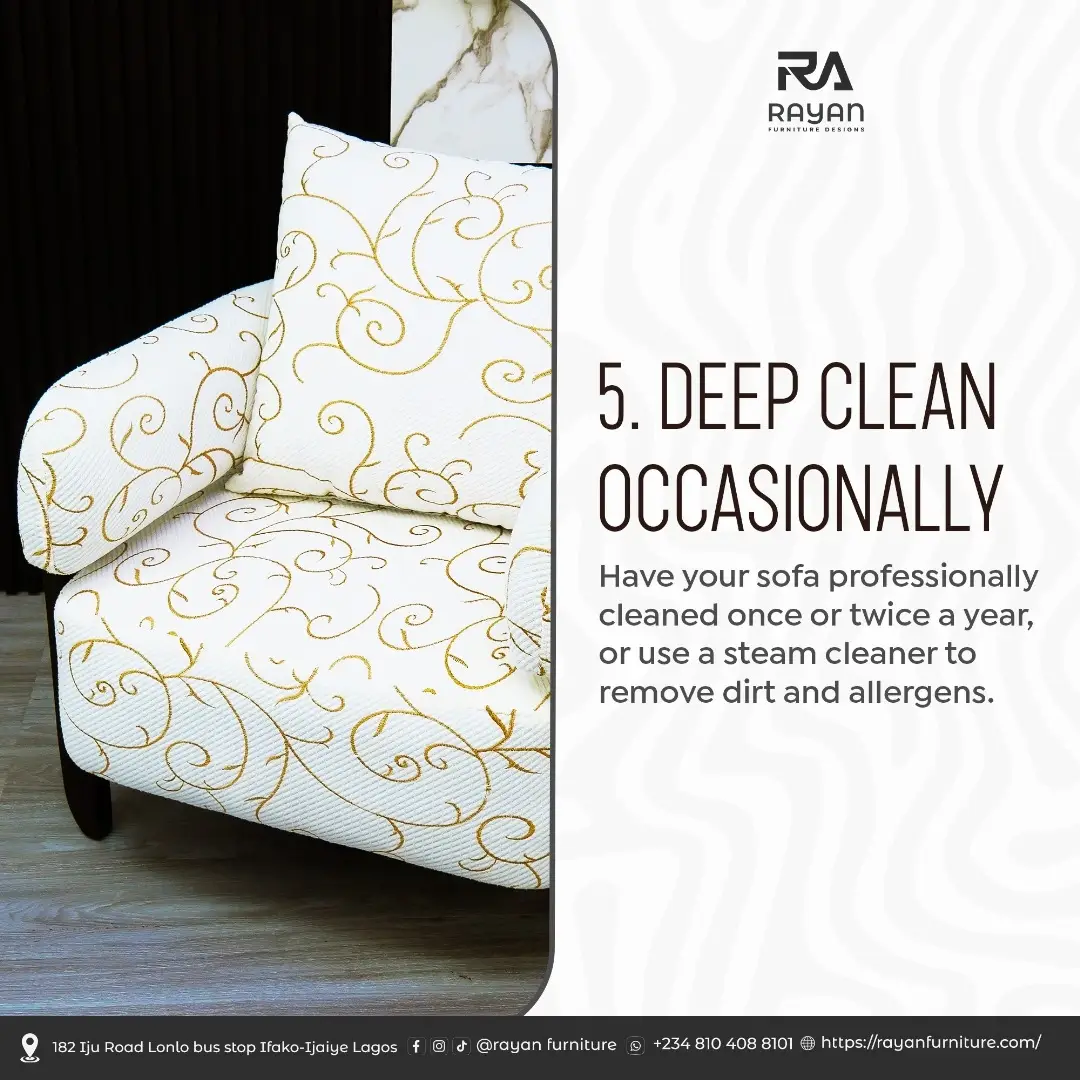 RA
RAYAN
FURNITURE DESIGNS
5. DEEP CLEAN
OCCASIONALLY
Have your sofa professionally
cleaned once or twice a year,
or use a steam cleaner to
remove dirt and allergens.
182 Iju Road Lonlo bus stop Ifako-Ijaiye Lagos @rayan furniture +234 810 408 8101 https://rayanfurniture.com/